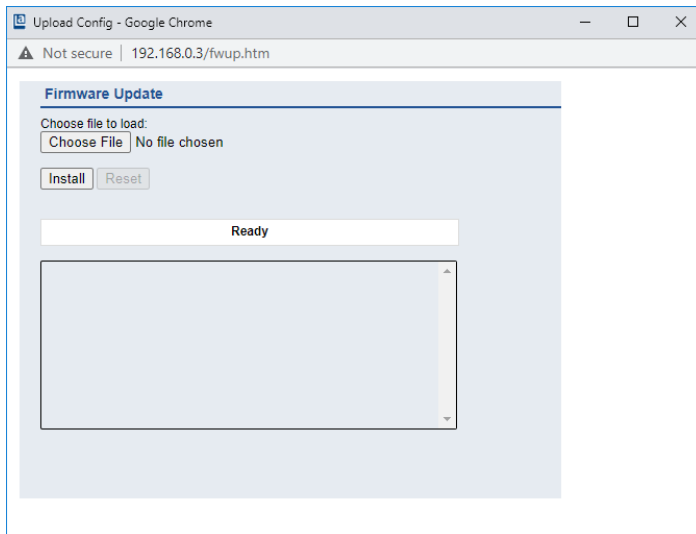 Upload Config - Google Chrome
Not secure | 192.168.0.3/fwup.htm
Firmware Update
Choose file to load:
Choose File No file chosen
Install Reset
Ready